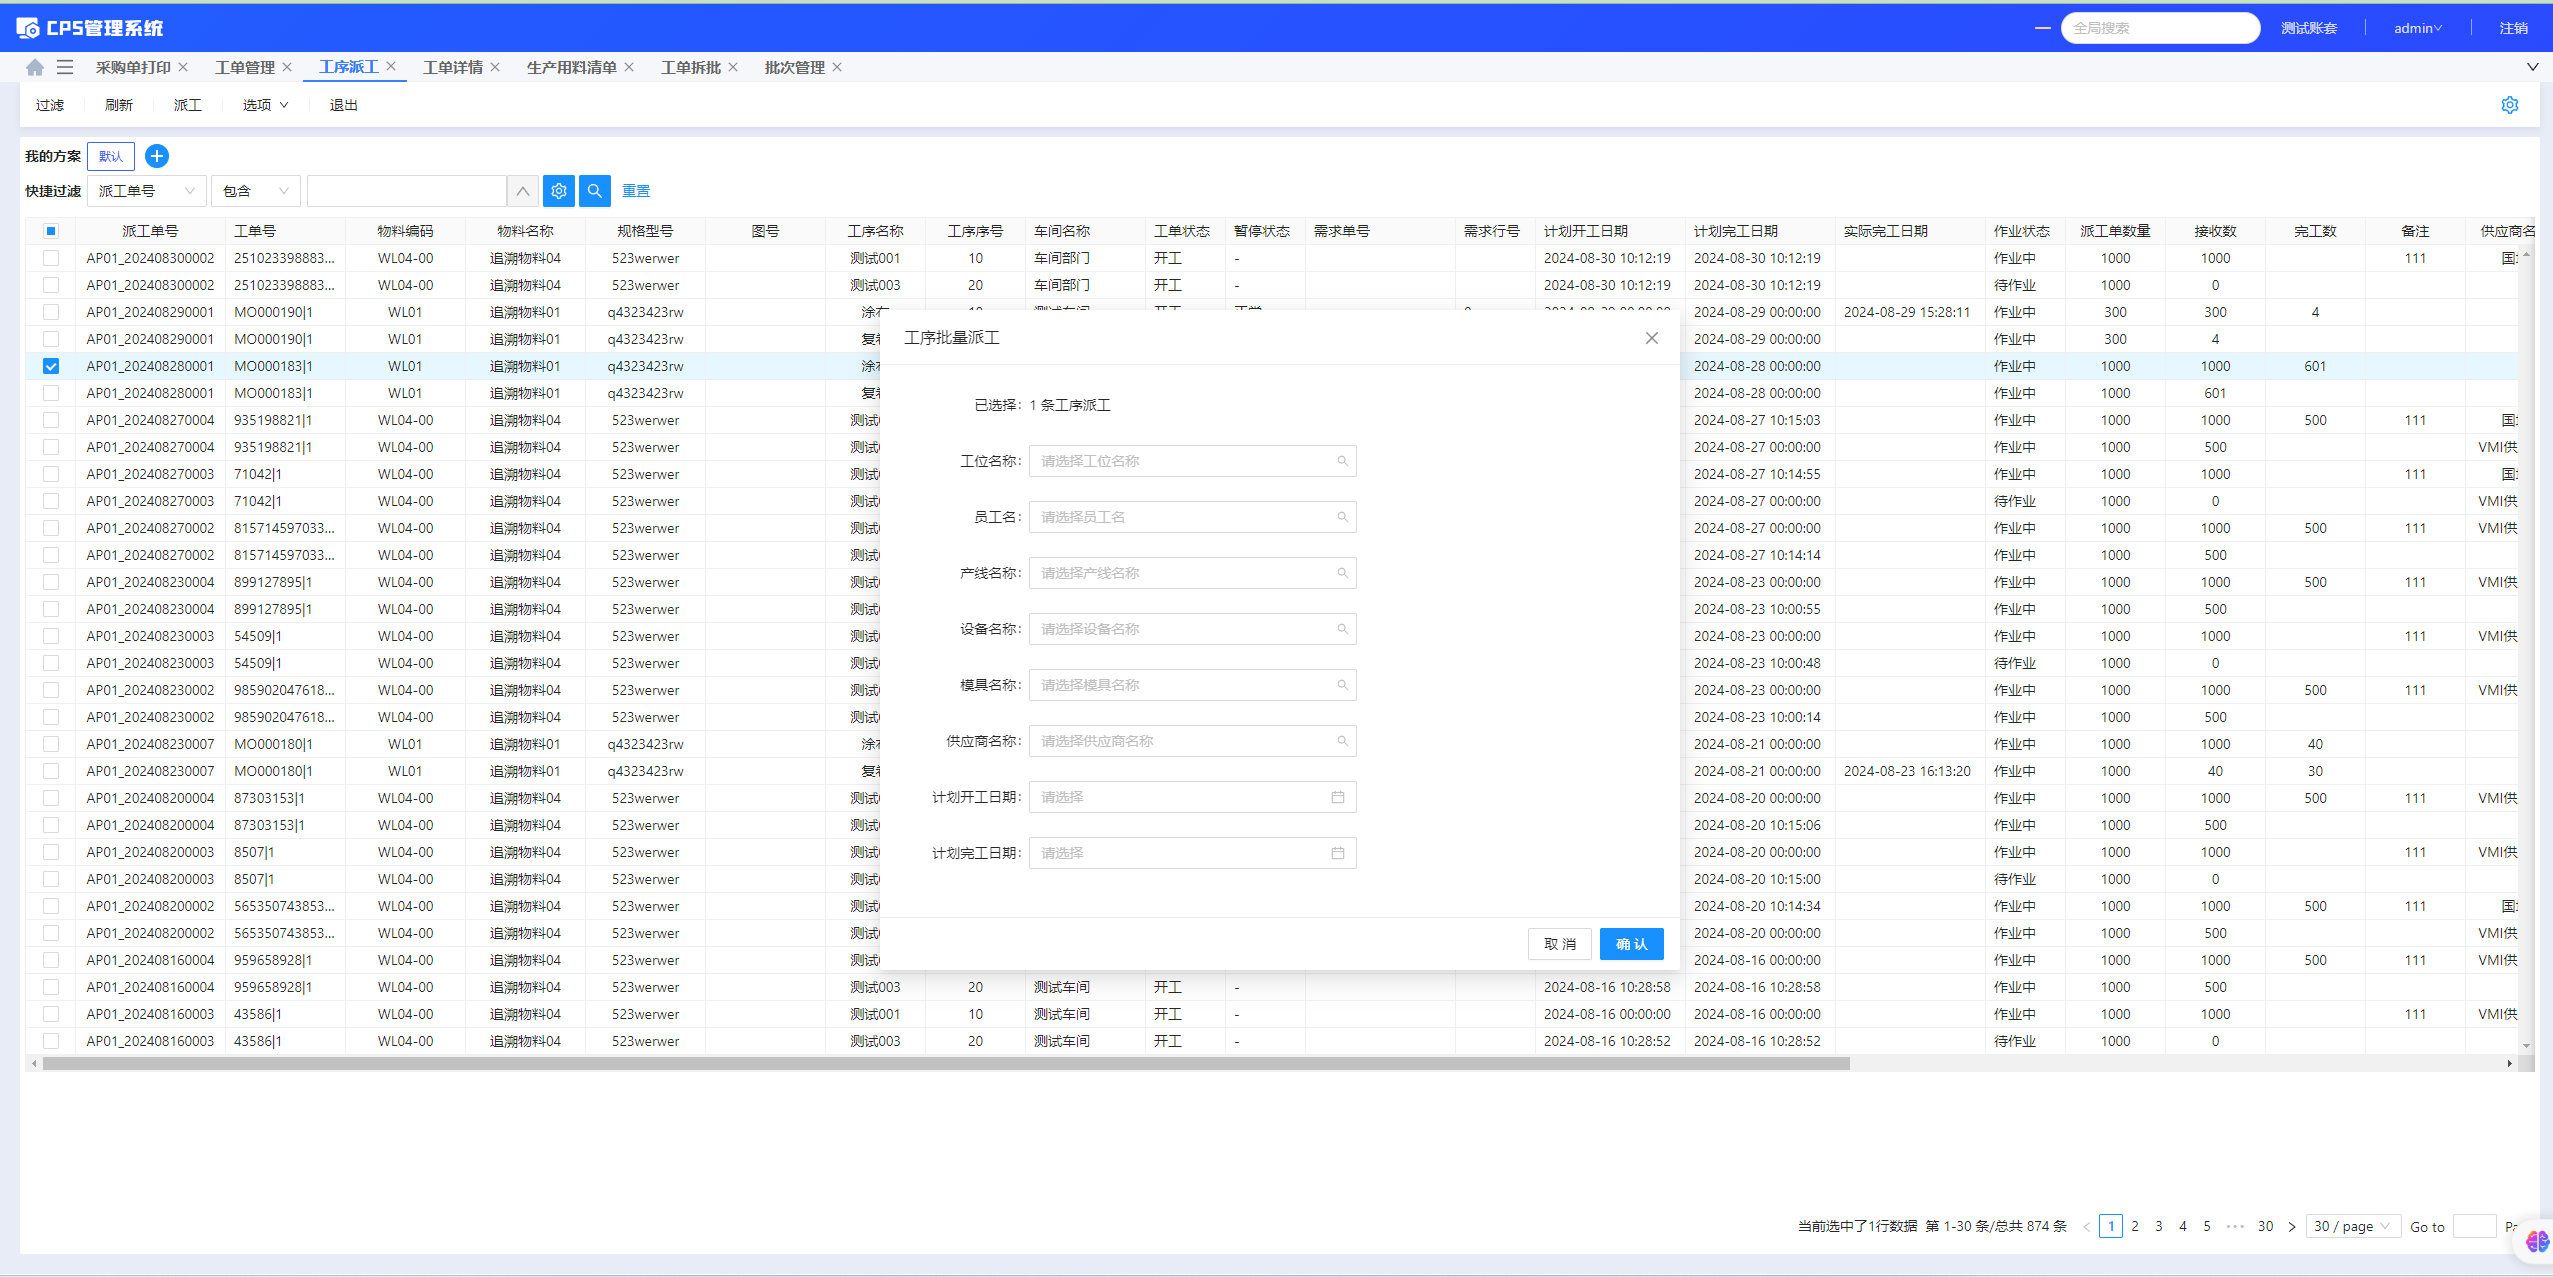 CPS管理系统 全局搜索 测试账套 admin 注销
采购单打印 工单管理 工序派工 工单详情 生产用料清单 工单拆批 批次管理
过滤 刷新 派工 选项 退出
我的方案 默认
快捷过滤 派工单号 包含 重置
派工单号 工单号 物料编码 物料名称 规格型号 图号 工序名称 工序序号 车间名称 工单状态 暂停状态 需求单号 需求行号 计划开工日期 计划完工日期 实际完工日期 作业状态 派工单数量 接收数 完工数 备注 供应商名
AP01_202408300002 251023398883... WL04-00 追溯物料04 523werwer 测试001 10 车间部门 开工 - 2024-08-30 10:12:19 2024-08-30 10:12:19 作业中 1000 1000 111
AP01_202408300002 251023398883... WL04-00 追溯物料04 523werwer 测试003 20 车间部门 开工 - 2024-08-30 10:12:19 2024-08-30 10:12:19 待作业 1000 0
AP01_202408290001 MO000190|1 WL01 追溯物料01 q4323423rw 2024-08-29 00:00:00 2024-08-29 15:28:11 作业中 300 300 4
AP01_202408290001 MO000190|1 WL01 追溯物料01 q4323423rw 2024-08-29 00:00:00 作业中 300 4
AP01_202408280001 MO000183|1 WL01 追溯物料01 q4323423rw 2024-08-28 00:00:00 作业中 1000 1000 601
AP01_202408280001 MO000183|1 WL01 追溯物料01 q4323423rw 2024-08-28 00:00:00 作业中 1000 601
AP01_202408270004 935198821|1 WL04-00 追溯物料04 523werwer 测试 2024-08-27 10:15:03 作业中 1000 1000 500 111
AP01_202408270004 935198821|1 WL04-00 追溯物料04 523werwer 测试 2024-08-27 00:00:00 作业中 1000 500 VMI供
AP01_202408270003 71042|1 WL04-00 追溯物料04 523werwer 测试 2024-08-27 10:14:55 作业中 1000 1000 111
AP01_202408270003 71042|1 WL04-00 追溯物料04 523werwer 测试 2024-08-27 00:00:00 待作业 1000 0 VMI供
AP01_202408270002 815714597033... WL04-00 追溯物料04 523werwer 测试 2024-08-27 00:00:00 作业中 1000 1000 500 111 VMI供
AP01_202408270002 815714597033... WL04-00 追溯物料04 523werwer 测试 2024-08-27 10:14:14 作业中 1000 500
AP01_202408230004 899127895|1 WL04-00 追溯物料04 523werwer 测试 2024-08-23 00:00:00 作业中 1000 1000 500 111 VMI供
AP01_202408230004 899127895|1 WL04-00 追溯物料04 523werwer 测试 2024-08-23 10:00:55 作业中 1000 500
AP01_202408230003 54509|1 WL04-00 追溯物料04 523werwer 测试 2024-08-23 00:00:00 作业中 1000 1000 111 VMI供
AP01_202408230003 54509|1 WL04-00 追溯物料04 523werwer 测试 2024-08-23 10:00:48 待作业 1000 0
AP01_202408230002 985902047618... WL04-00 追溯物料04 523werwer 测试 2024-08-23 00:00:00 作业中 1000 1000 500 111 VMI供
AP01_202408230002 985902047618... WL04-00 追溯物料04 523werwer 测试 2024-08-23 10:00:14 作业中 1000 500
AP01_202408230007 MO000180|1 WL01 追溯物料01 q4323423rw 2024-08-21 00:00:00 作业中 1000 1000 40
AP01_202408230007 MO000180|1 WL01 追溯物料01 q4323423rw 2024-08-21 00:00:00 2024-08-23 16:13:20 作业中 1000 40 30
AP01_202408200004 87303153|1 WL04-00 追溯物料04 523werwer 测试 2024-08-20 00:00:00 作业中 1000 1000 500 111 VMI供
AP01_202408200004 87303153|1 WL04-00 追溯物料04 523werwer 测试 2024-08-20 10:15:06 作业中 1000 500
AP01_202408200003 8507|1 WL04-00 追溯物料04 523werwer 测试 2024-08-20 00:00:00 作业中 1000 1000 111 VMI供
AP01_202408200003 8507|1 WL04-00 追溯物料04 523werwer 测试 2024-08-20 10:15:00 待作业 1000 0
AP01_202408200002 565350743853... WL04-00 追溯物料04 523werwer 测试 2024-08-20 10:14:34 作业中 1000 1000 500 111
AP01_202408200002 565350743853... WL04-00 追溯物料04 523werwer 测试 2024-08-20 00:00:00 作业中 1000 500 VMI供
AP01_202408160004 959658928|1 WL04-00 追溯物料04 523werwer 测试 2024-08-16 00:00:00 作业中 1000 1000 500 111 VMI供
AP01_202408160004 959658928|1 WL04-00 追溯物料04 523werwer 测试003 20 测试车间 开工 - 2024-08-16 10:28:58 2024-08-16 10:28:58 作业中 1000 500
AP01_202408160003 43586|1 WL04-00 追溯物料04 523werwer 测试001 10 测试车间 开工 - 2024-08-16 00:00:00 2024-08-16 00:00:00 作业中 1000 1000 111 VMI供
AP01_202408160003 43586|1 WL04-00 追溯物料04 523werwer 测试003 20 测试车间 开工 - 2024-08-16 10:28:52 2024-08-16 10:28:52 待作业 1000 0
工序批量派工
已选择: 1 条工序派工
工位名称: 请选择工位名称
员工名: 请选择员工名
产线名称: 请选择产线名称
设备名称: 请选择设备名称
模具名称: 请选择模具名称
供应商名称: 请选择供应商名称
计划开工日期: 请选择
计划完工日期: 请选择
取 消 确 认
当前选中了1行数据 第 1-30 条/总共 874 条 1 2 3 4 5 ••• 30 30 / page Go to